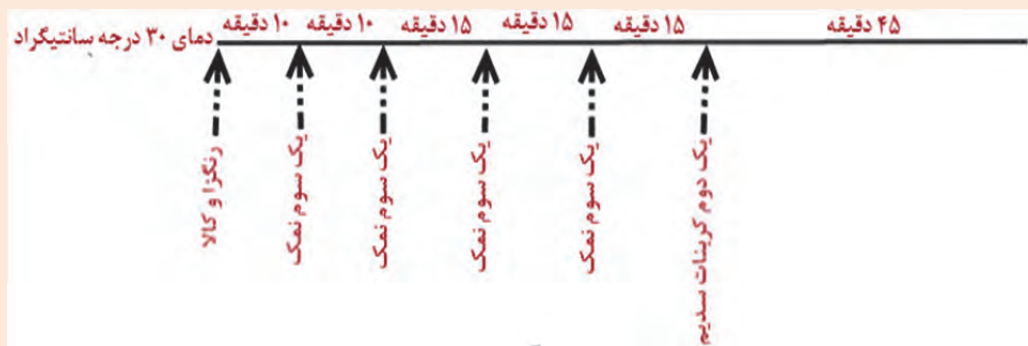 دمای ۳۰ درجه سانتیگراد
۱۰ دقیقه
۱۰ دقیقه
۱۵ دقیقه
۱۵ دقیقه
۱۵ دقیقه
۴۵ دقیقه
رنگزا و کالا
یک سوم نمک
یک سوم نمک
یک سوم نمک
یک سوم نمک
یک دوم کربنات سدیم